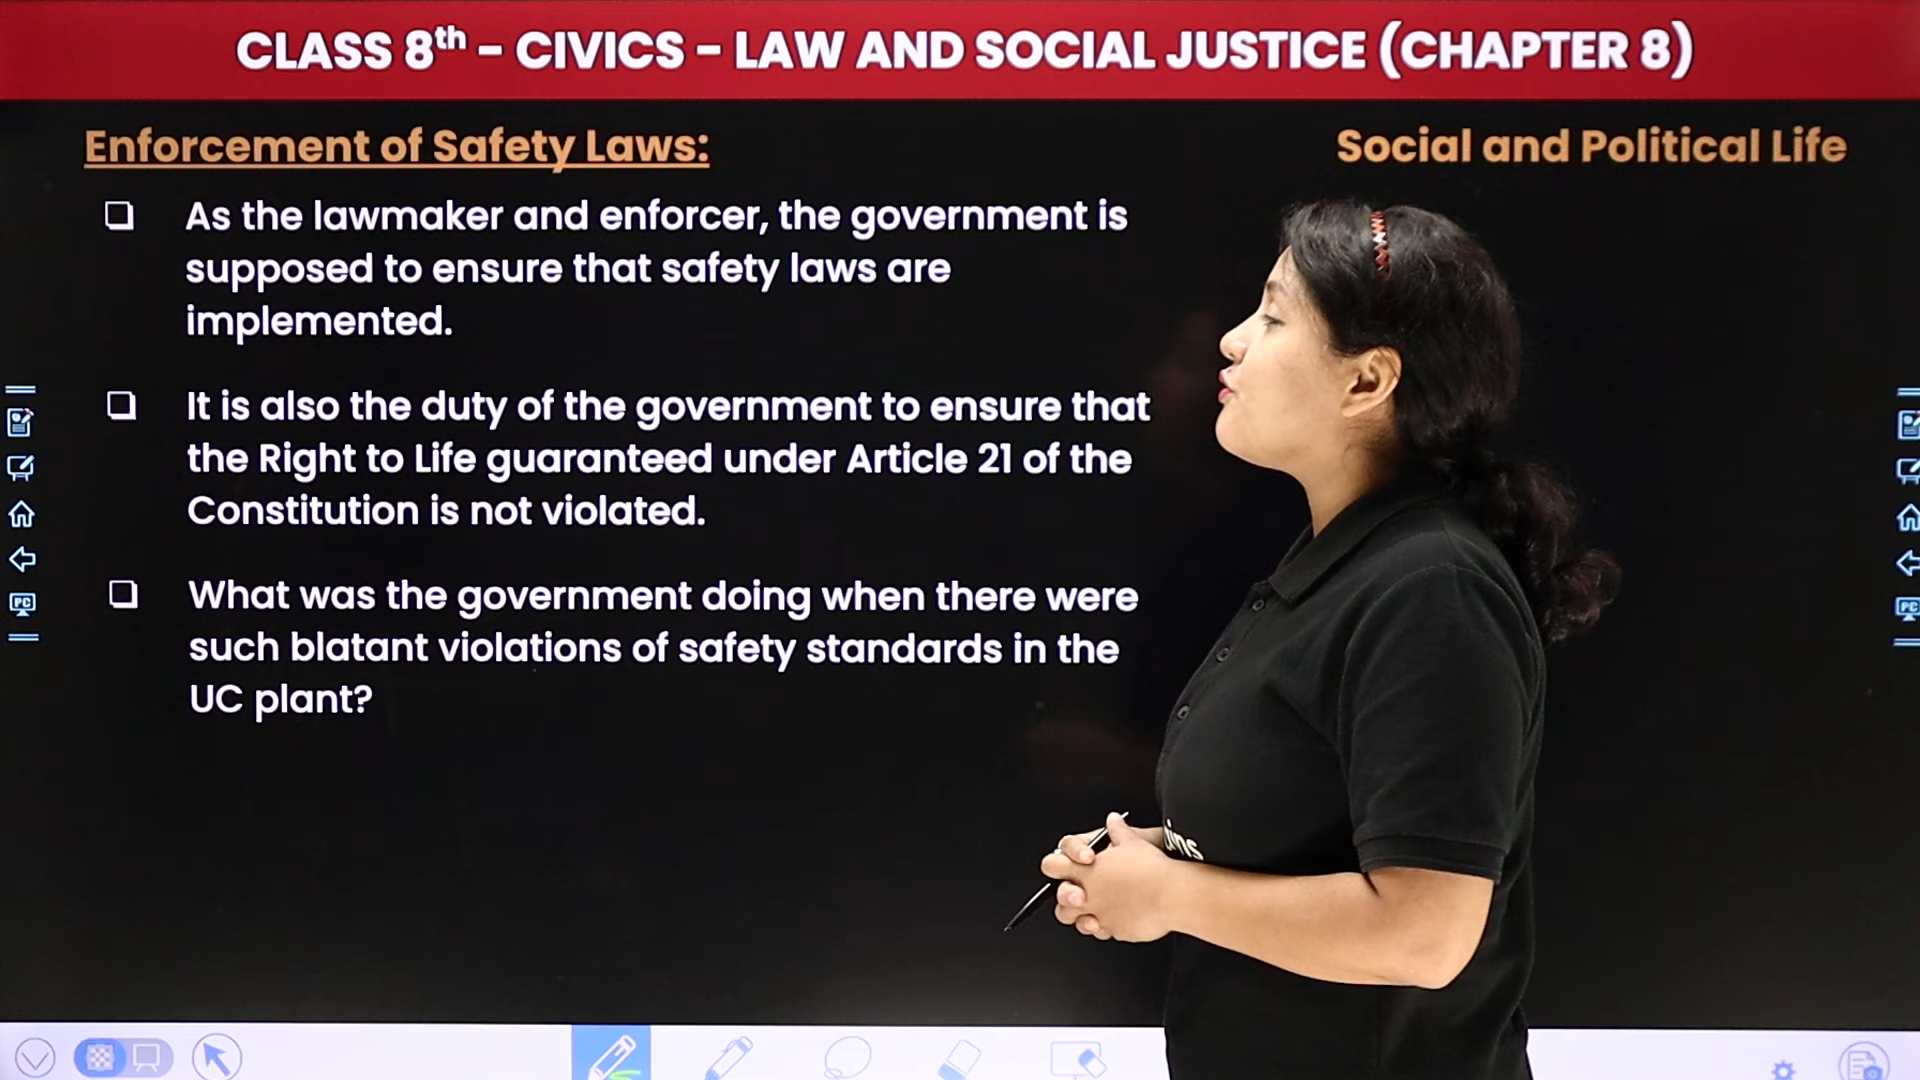 CLASS 8th - CIVICS - LAW AND SOCIAL JUSTICE (CHAPTER 8)
Enforcement of Safety Laws:
Social and Political Life
As the lawmaker and enforcer, the government is
supposed to ensure that safety laws are
implemented.
It is also the duty of the government to ensure that
the Right to Life guaranteed under Article 21 of the
Constitution is not violated.
What was the government doing when there were
such blatant violations of safety standards in the
UC plant?
PC
PC